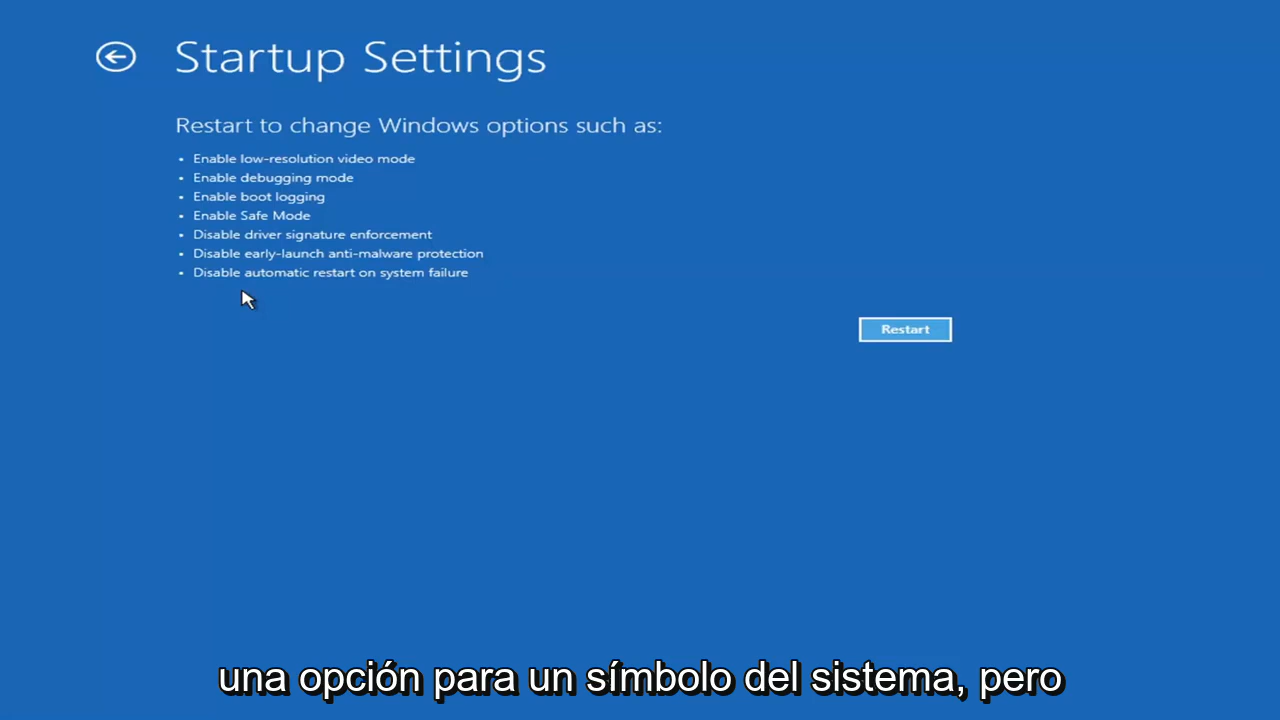 Startup Settings
Restart to change Windows options such as:
• Enable low-resolution video mode
• Enable debugging mode
• Enable boot logging
• Enable Safe Mode
• Disable driver signature enforcement
• Disable early-launch anti-malware protection
• Disable automatic restart on system failure
Restart
una opción para un símbolo del sistema, pero